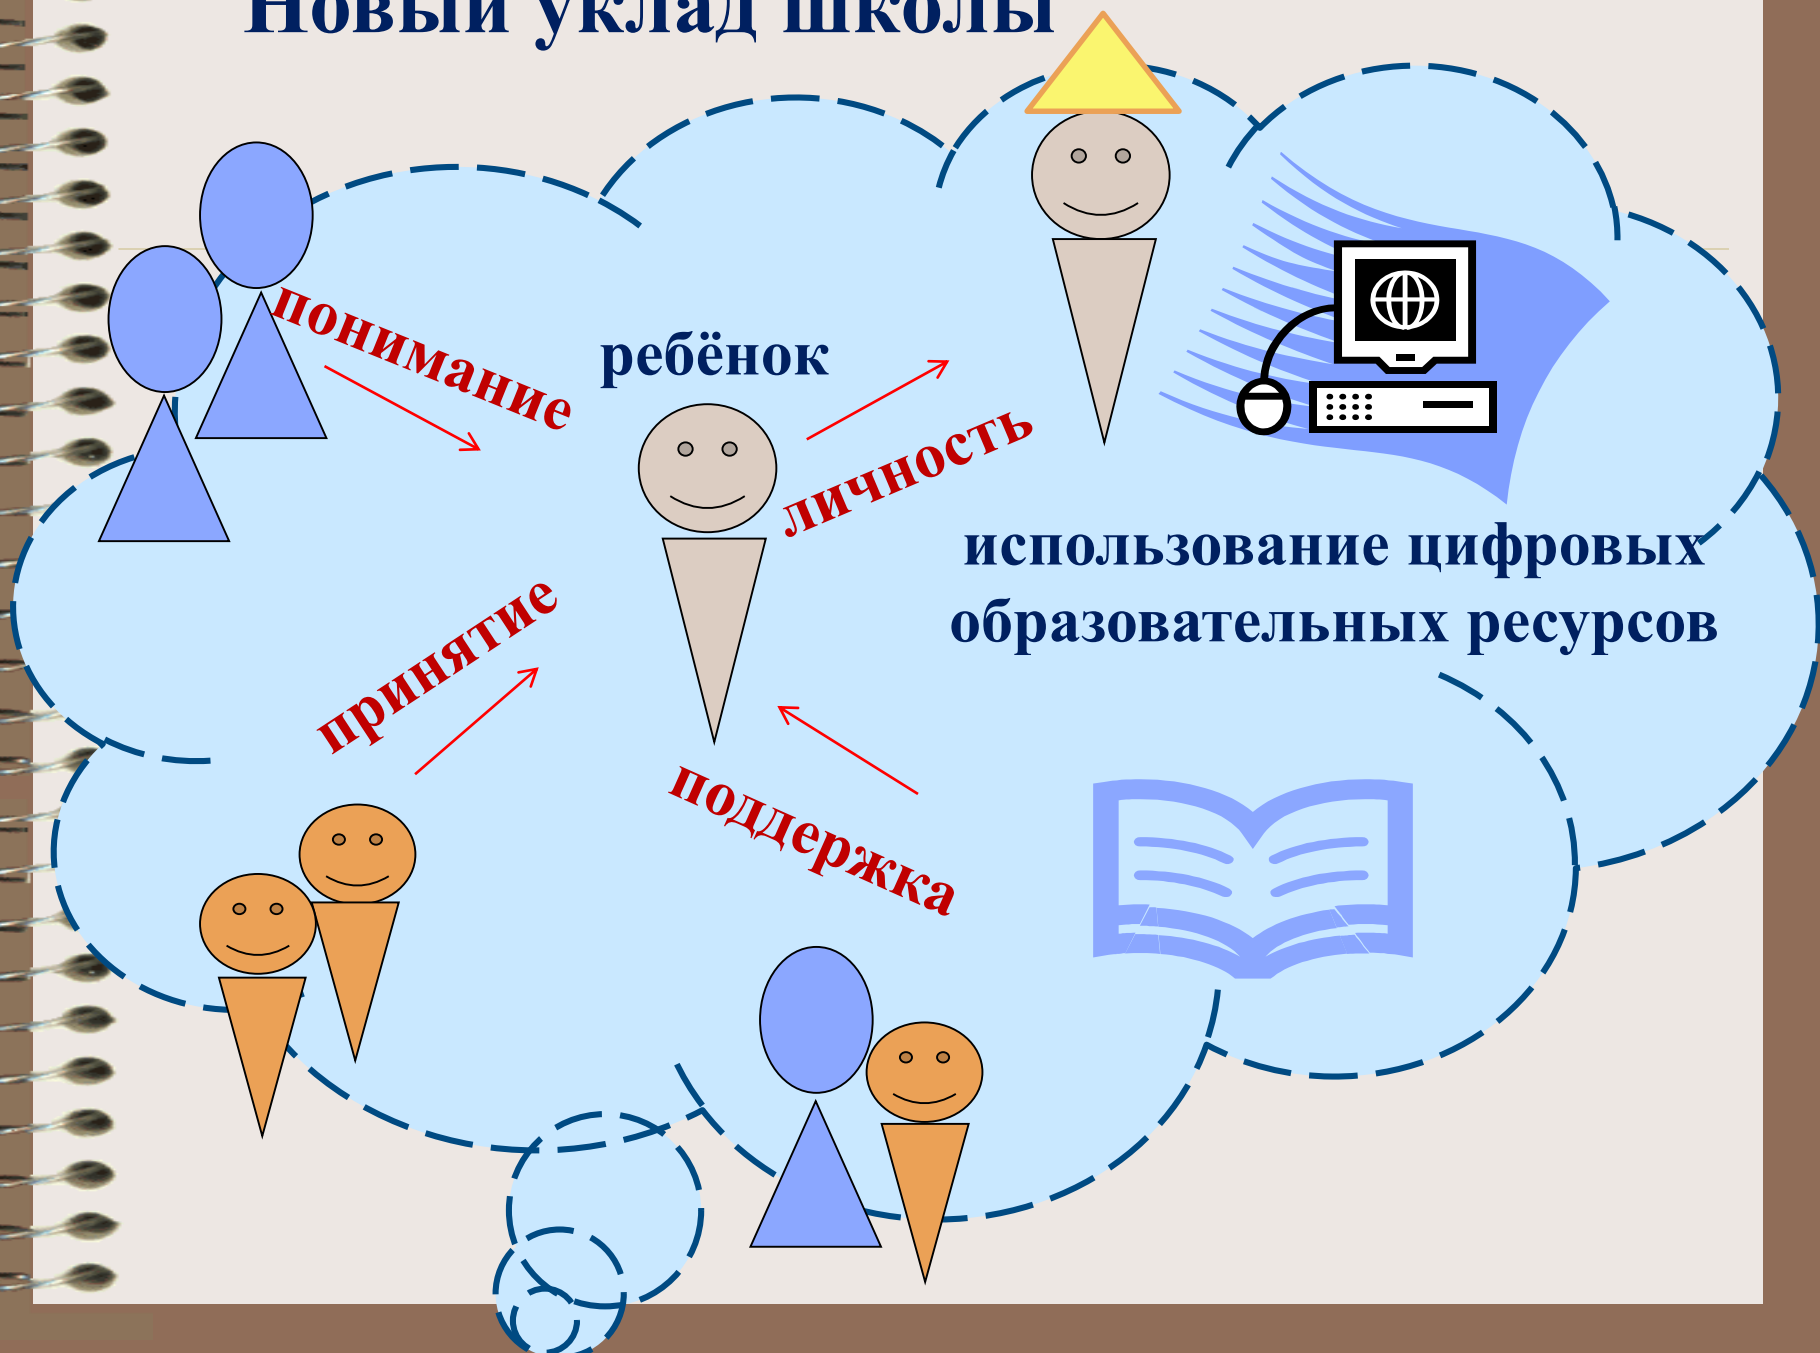 Новый уклад школы
понимание
ребёнок
личность
использование цифровых
образовательных ресурсов
принятие
поддержка